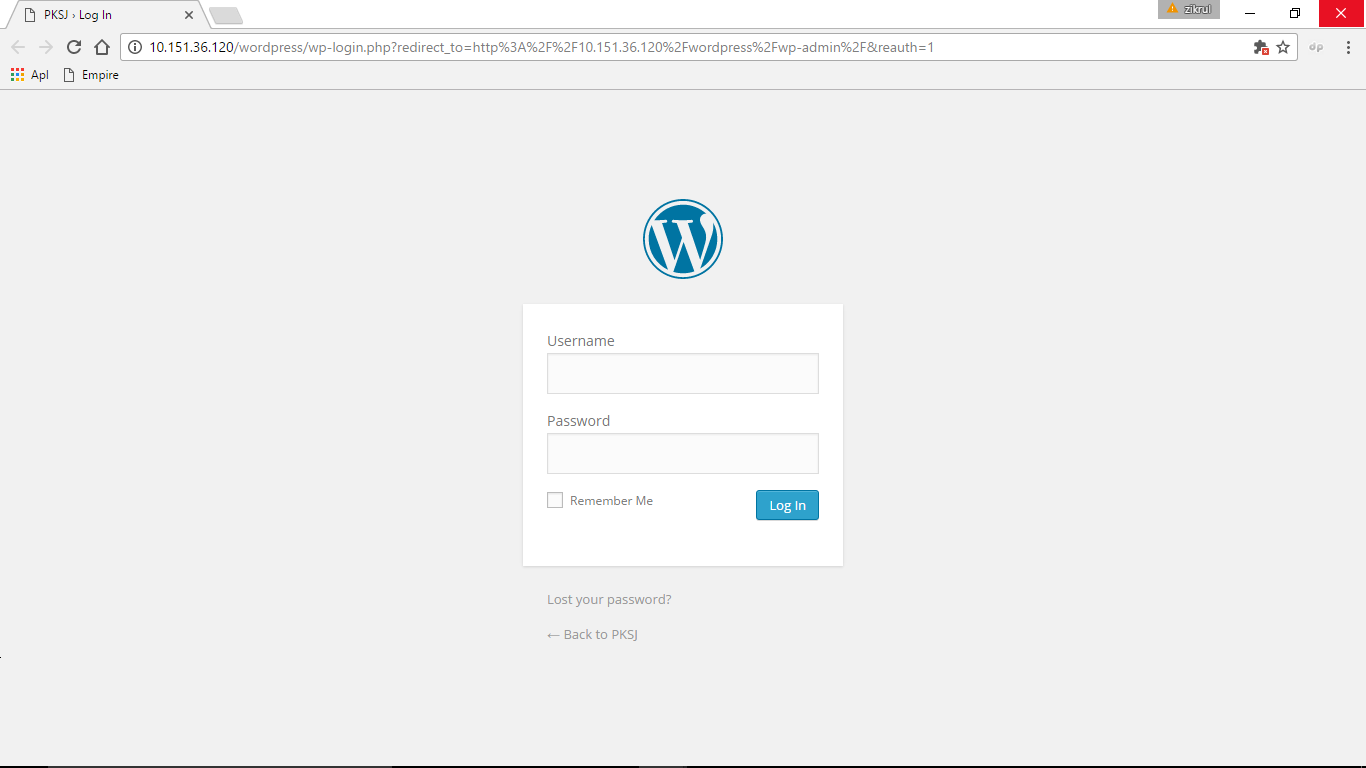 PKSJ › Log In
zikrul
10.151.36.120/wordpress/wp-login.php?redirect_to=http%3A%2F%2F10.151.36.120%2Fwordpress%2Fwp-admin%2F&reauth=1
dp
Apl
Empire
W
Username
Password
Remember Me
Log In
Lost your password?
← Back to PKSJ